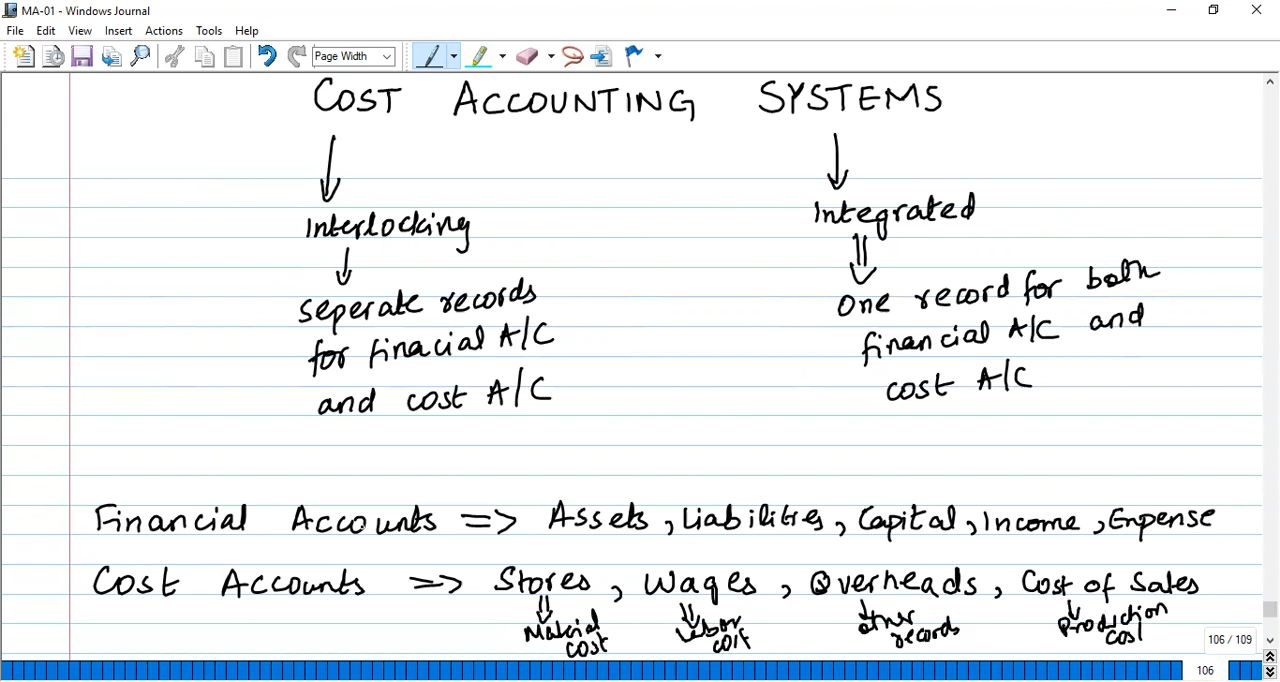 MA-01 - Windows Journal
File Edit View Insert Actions Tools Help
Page Width
COST ACCOUNTING SYSTEMS
Interlocking
Integrated
seperate records
for finacial A/C
and cost A/C
one record for both
financial A/C and
cost A/C
Financial Accounts => Assets, Liabilities, Capital, Income, Expense
Cost Accounts => Stores, Wages, Overheads, Cost of Sales
Material
cost
Labor
cost
other
records
Production
cost
106 / 109
106